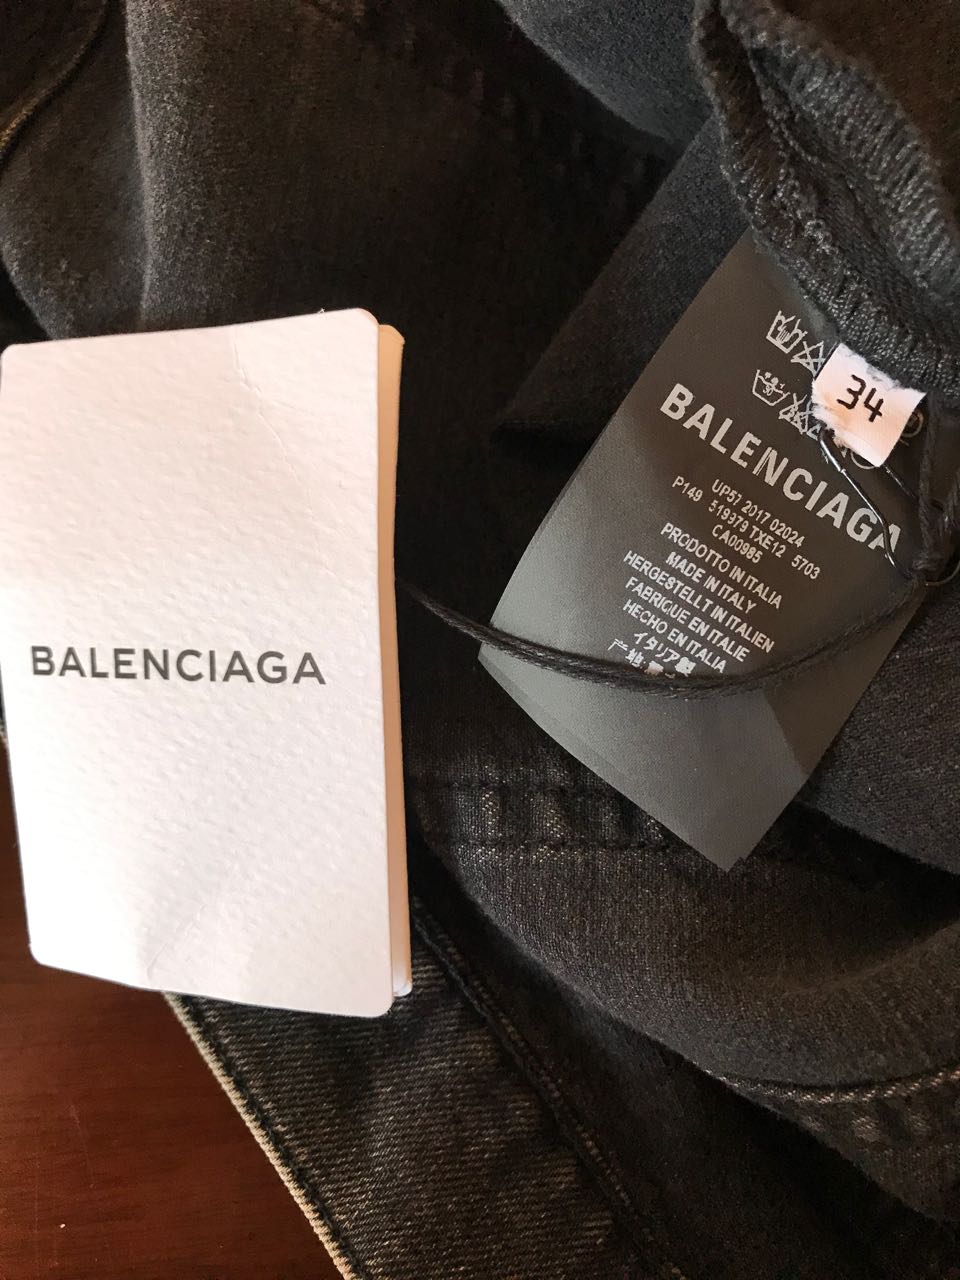 BALENCIAGA
34
BALENCIAGA
UP57 2017 02024
P149 519379 TXE12 5703
CA00985
PRODOTTO IN ITALIA
MADE IN ITALY
HERGESTELLT IN ITALIEN
FABRIQUE EN ITALIE
HECHO EN ITALIA
イタリア製